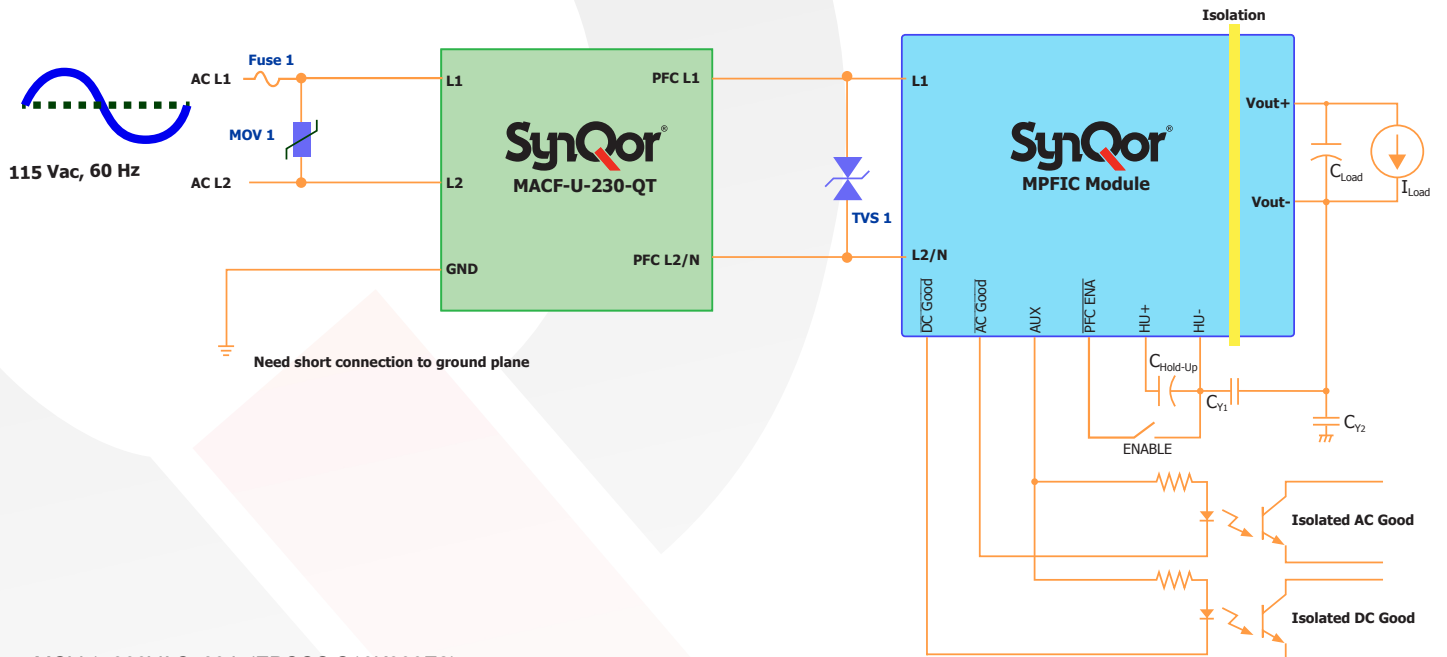 Isolation
Fuse 1
AC L1
L1
PFC L1
L1
Vout+
MOV 1
SynQor®
MACF-U-230-QT
SynQor®
MPFIC Module
115 Vac, 60 Hz
AC L2
L2
TVS 1
CLoad
ILoad
Vout-
GND
PFC L2/N
L2/N
DC Good
AC Good
AUX
PFC ENA
HU+
HU-
Need short connection to ground plane
CHold-Up
CY1
CY2
ENABLE
Isolated AC Good
Isolated DC Good